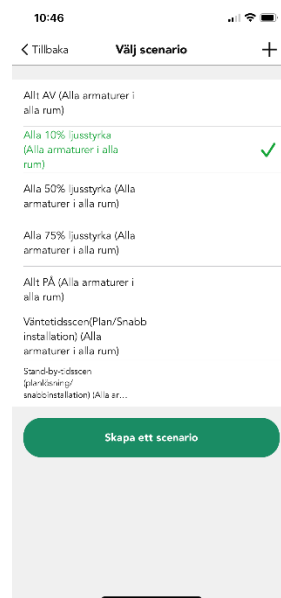 10:46
Tillbaka
Välj scenario
Allt AV (Alla armaturer i
alla rum)
Alla 10% ljusstyrka
(Alla armaturer i alla
rum)
Alla 50% ljusstyrka (Alla
armaturer i alla rum)
Alla 75% ljusstyrka (Alla
armaturer i alla rum)
Allt PÅ (Alla armaturer i
alla rum)
Väntetidsscen(Plan/Snabb
installation) (Alla
armaturer i alla rum)
Stand-by-tidsscen
(planlösning/
snabbinstallation) (Alla ar...
Skapa ett scenario